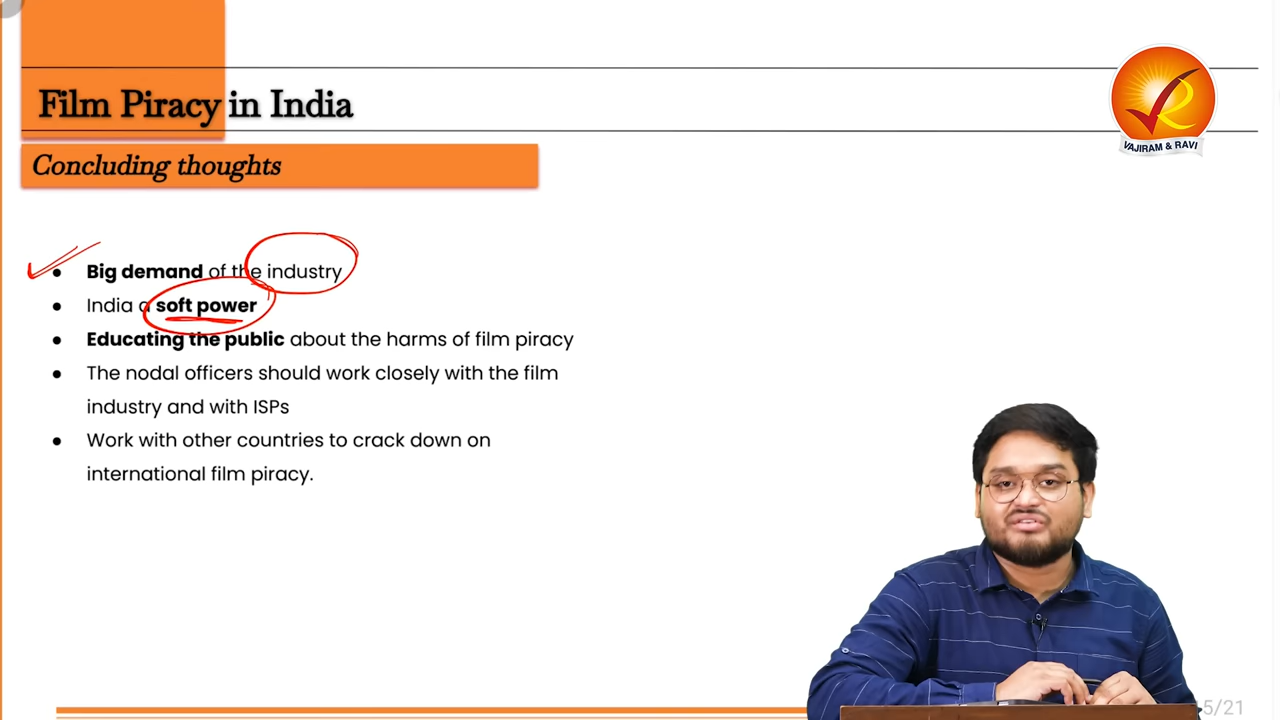 Film Piracy in India
VAJIRAM & RAVI
Concluding thoughts
● Big demand of the industry
● India a soft power
● Educating the public about the harms of film piracy
● The nodal officers should work closely with the film
industry and with ISPs
● Work with other countries to crack down on
international film piracy.
5/21